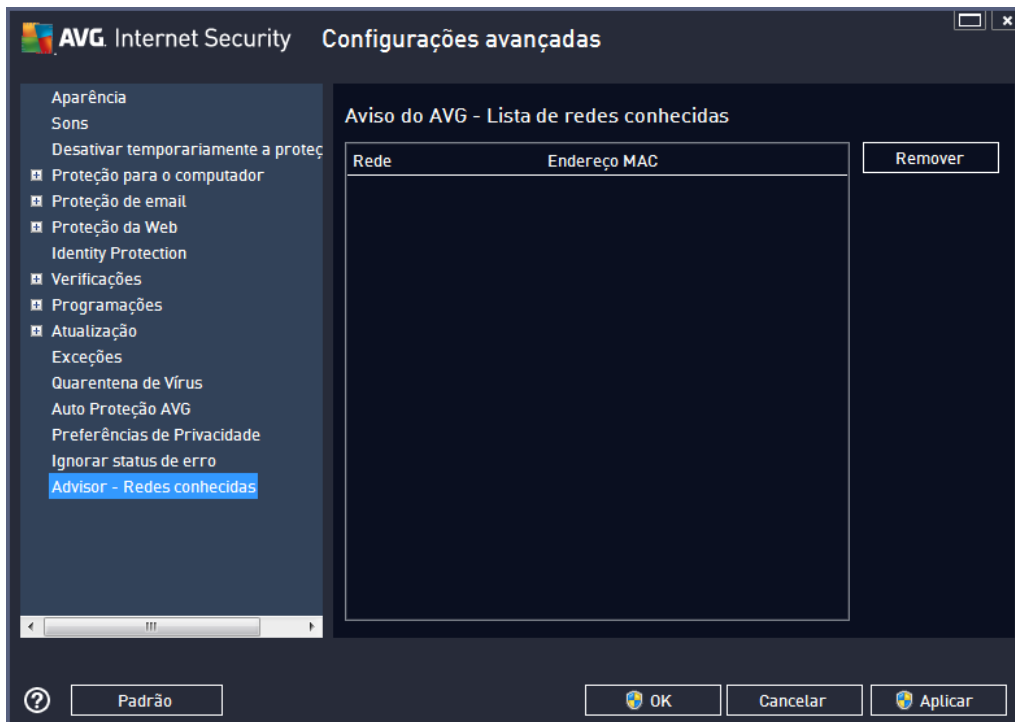 AVG. Internet Security Configurações avançadas
Aparência
Sons
Desativar temporariamente a proteç
Proteção para o computador
Proteção de email
Proteção da Web
Identity Protection
Verificações
Programações
Atualização
Exceções
Quarentena de Vírus
Auto Proteção AVG
Preferências de Privacidade
Ignorar status de erro
Advisor - Redes conhecidas
Aviso do AVG - Lista de redes conhecidas
Rede Endereço MAC
Remover
Padrão OK Cancelar Aplicar